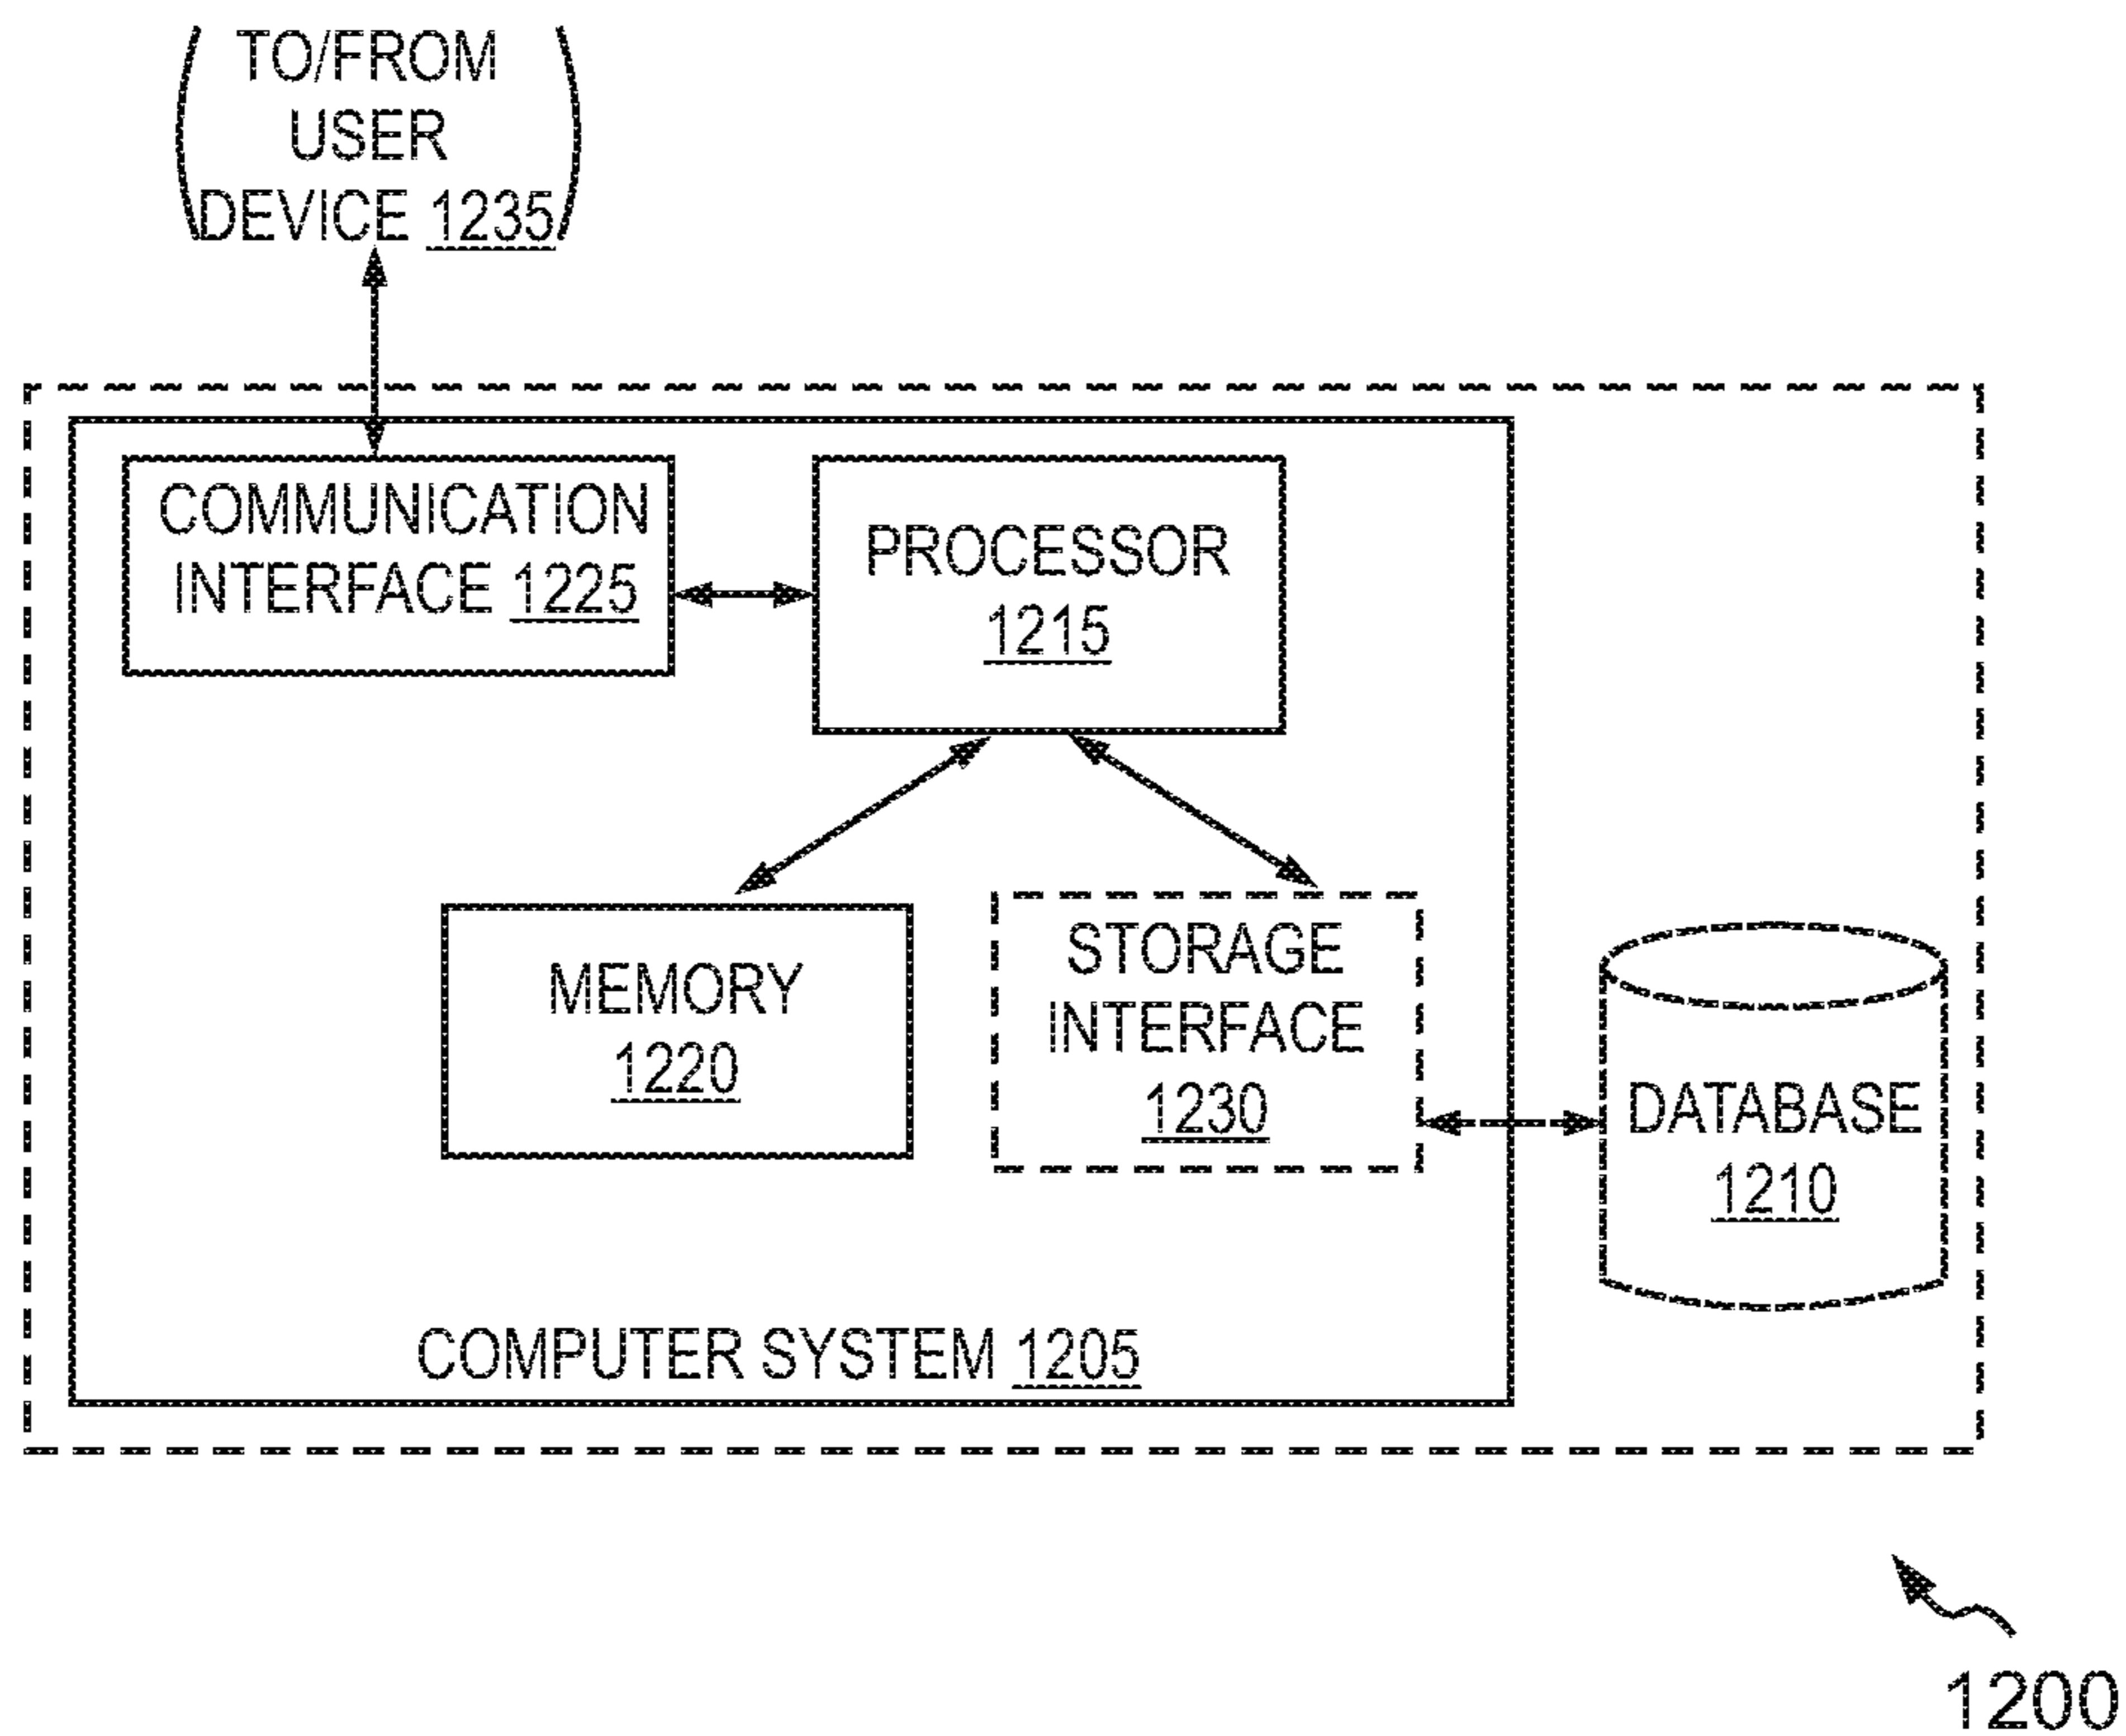 TO/FROM
USER
DEVICE 1235
COMMUNICATION
INTERFACE 1225
PROCESSOR
1215
MEMORY
1220
STORAGE
INTERFACE
1230
DATABASE
1210
COMPUTER SYSTEM 1205
1200